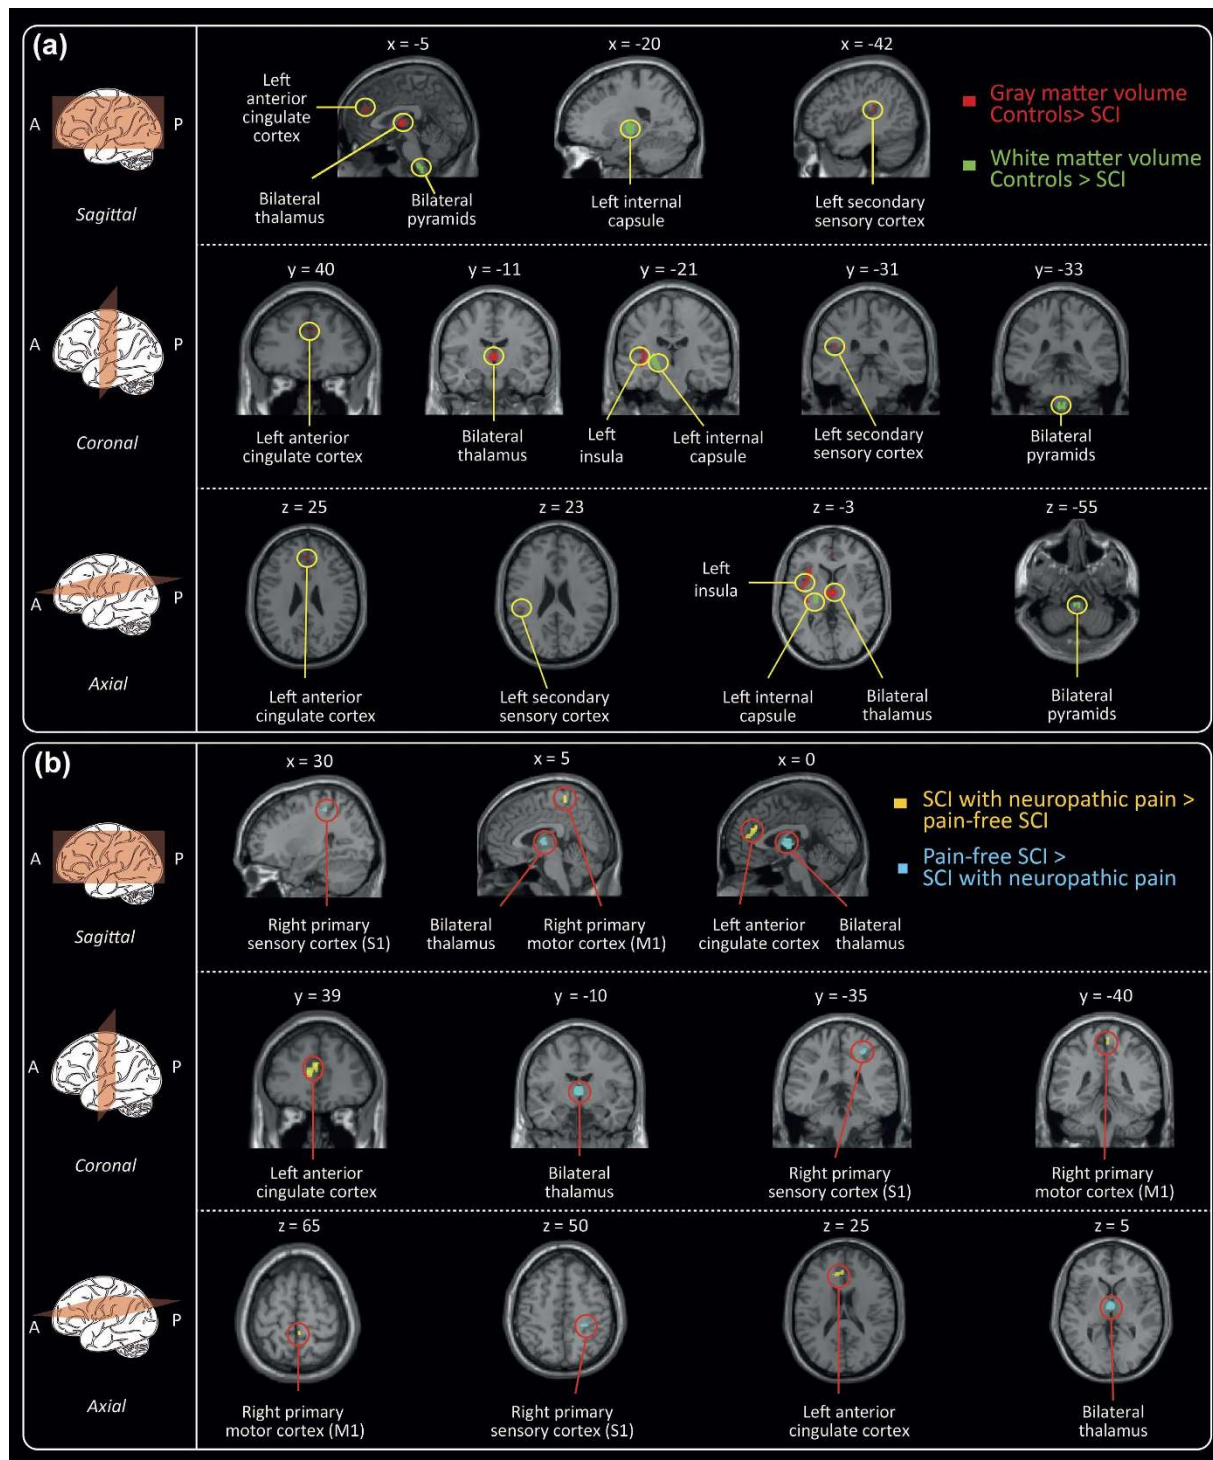 (a)
x = -5
x = -20
x = -42
Left
anterior
cingulate
cortex
A
P
Gray matter volume
Controls> SCI
White matter volume
Controls > SCI
Bilateral
thalamus
Bilateral
pyramids
Left internal
capsule
Left secondary
sensory cortex
Sagittal
y = 40
y = -11
y = -21
y = -31
y= -33
A
P
Left anterior
cingulate cortex
Bilateral
thalamus
Left
insula
Left internal
capsule
Left secondary
sensory cortex
Bilateral
pyramids
Coronal
z = 25
z = 23
z = -3
z = -55
Left
insula
A
P
Left anterior
cingulate cortex
Left secondary
sensory cortex
Left internal
capsule
Bilateral
thalamus
Bilateral
pyramids
Axial
(b)
x = 30
x = 5
x = 0
SCI with neuropathic pain >
pain-free SCI
Pain-free SCI >
SCI with neuropathic pain
A
P
Right primary
sensory cortex (S1)
Bilateral
thalamus
Right primary
motor cortex (M1)
Left anterior
cingulate cortex
Bilateral
thalamus
Sagittal
y = 39
y = -10
y = -35
y = -40
A
P
Left anterior
cingulate cortex
Bilateral
thalamus
Right primary
sensory cortex (S1)
Right primary
motor cortex (M1)
Coronal
z = 65
z = 50
z = 25
z = 5
A
P
Right primary
motor cortex (M1)
Right primary
sensory cortex (S1)
Left anterior
cingulate cortex
Bilateral
thalamus
Axial